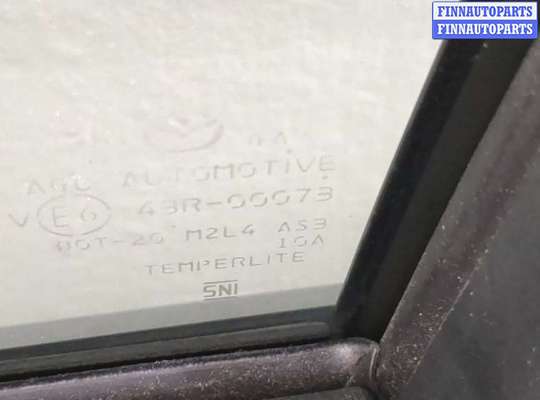 FINNAUTOPARTS
FINNAUTOPARTS
AGC AUTOMOTIVE
V E6 43R-00073
DOT-20 M2L4 AS3
10A
TEMPERLITE
SNI